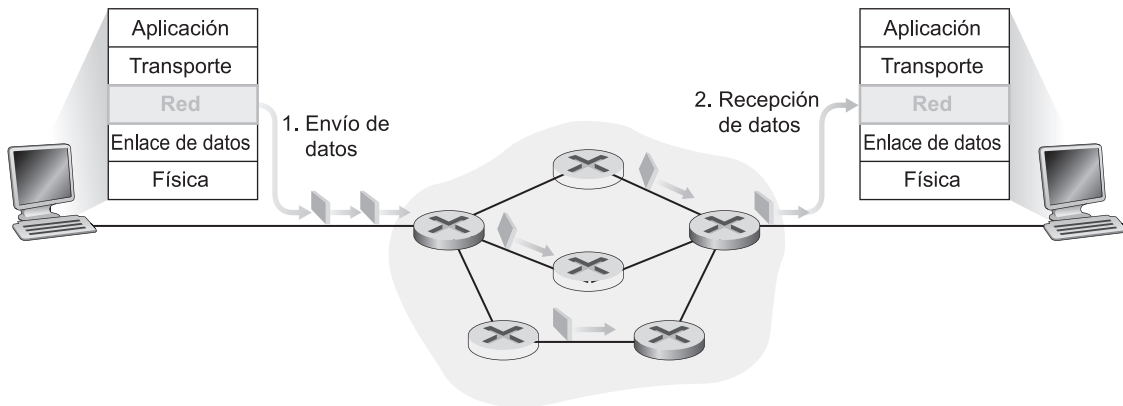 Aplicación
Transporte
Red
Enlace de datos
Física
1. Envío de
datos
2. Recepción
de datos
Aplicación
Transporte
Red
Enlace de datos
Física